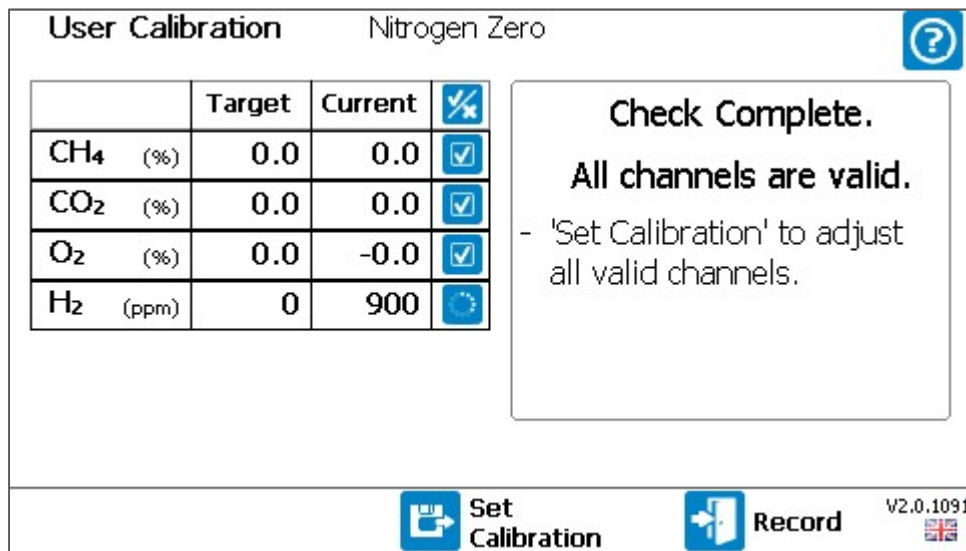 User Calibration Nitrogen Zero
Target Current
CH₄ (%) 0.0 0.0
CO₂ (%) 0.0 0.0
O₂ (%) 0.0 -0.0
H₂ (ppm) 0 900
Check Complete.
All channels are valid.
- 'Set Calibration' to adjust
all valid channels.
Set
Calibration
Record
V2.0.1091